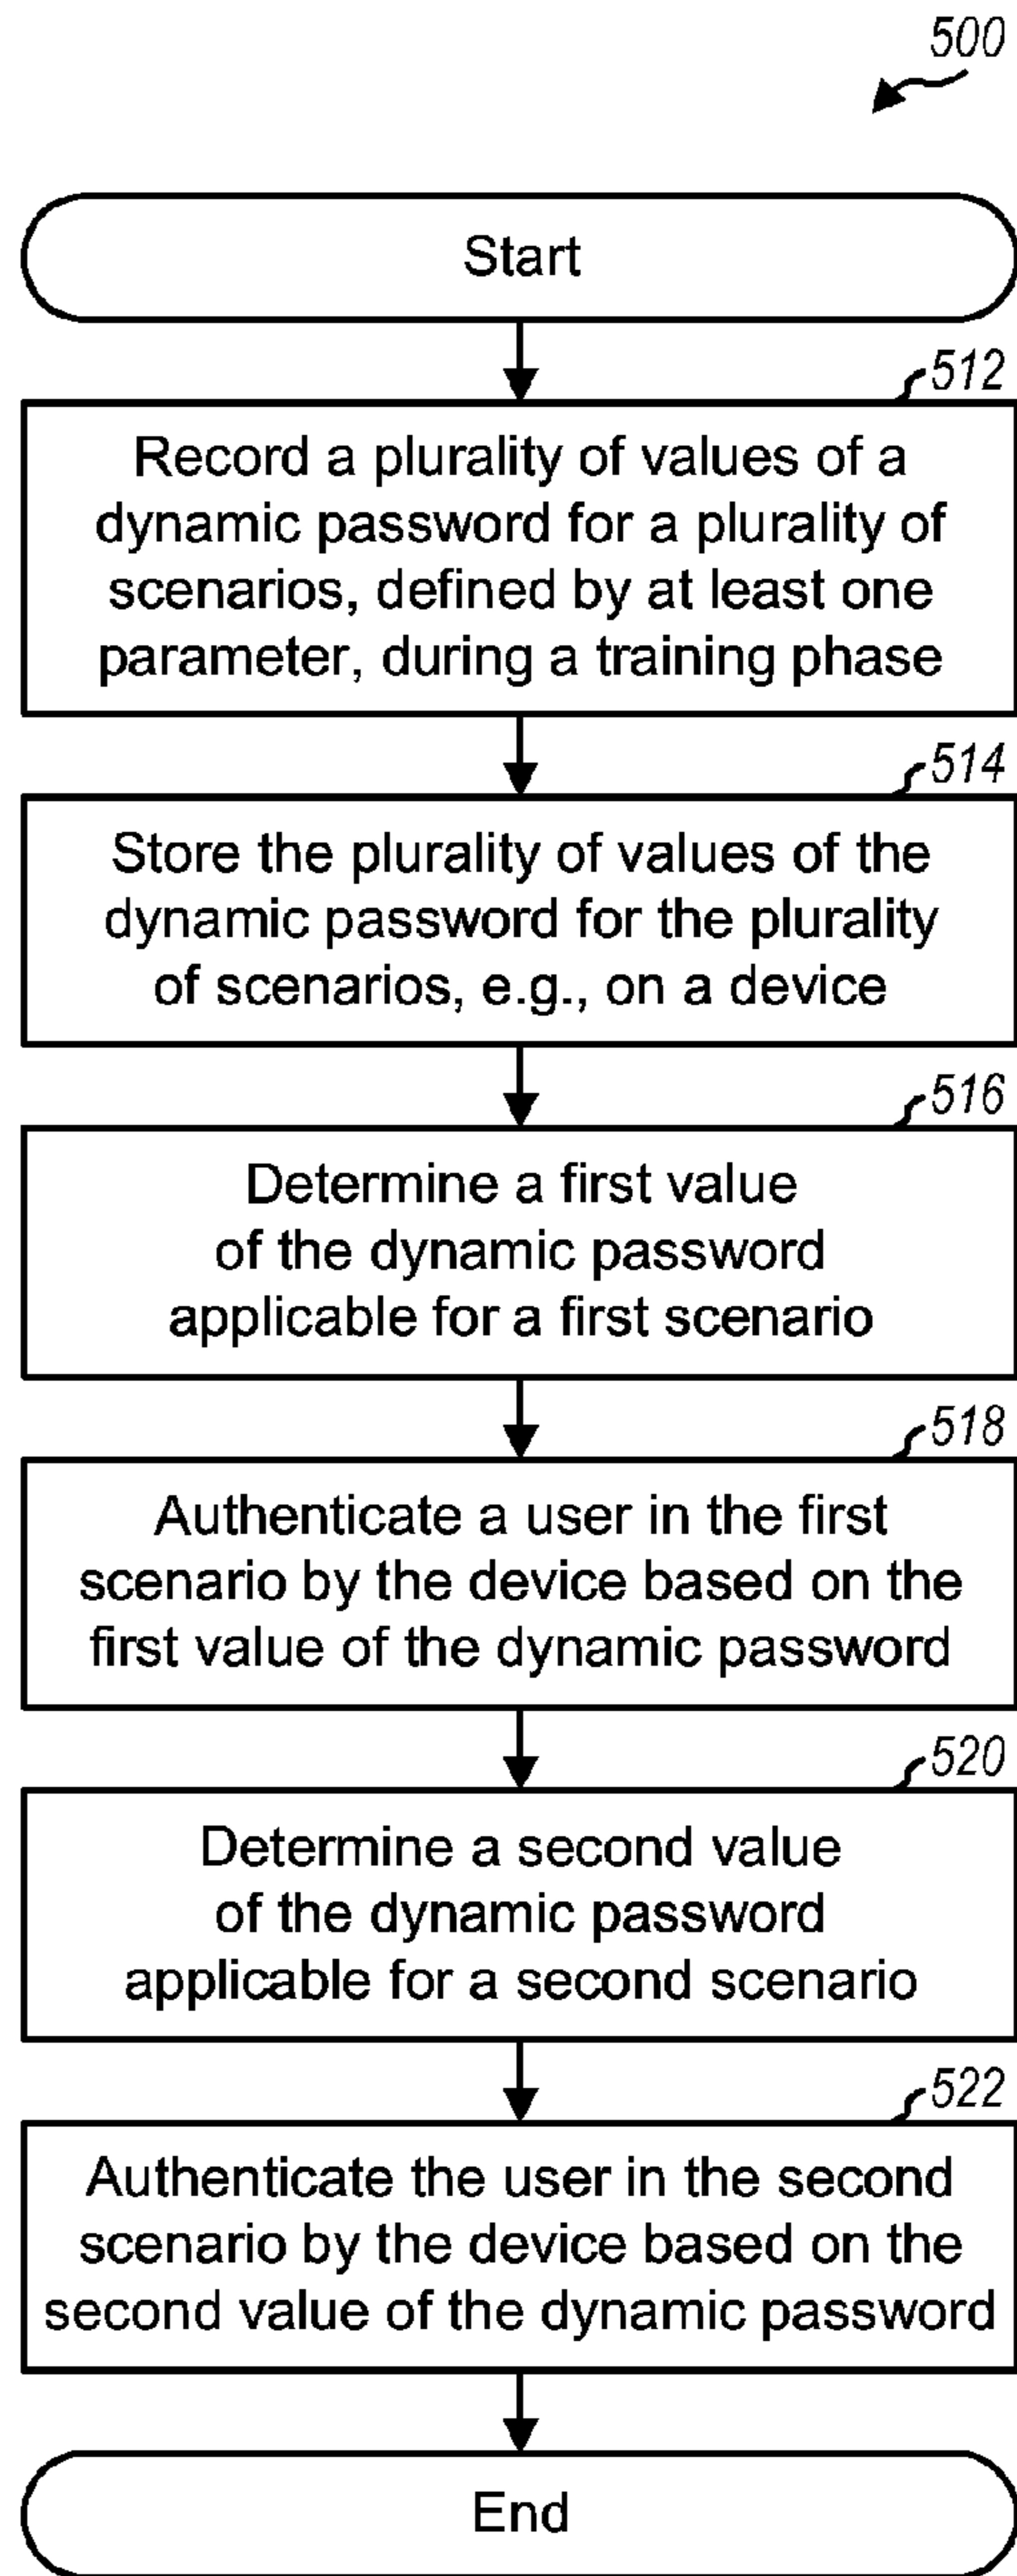 500
Start
512
Record a plurality of values of a
dynamic password for a plurality of
scenarios, defined by at least one
parameter, during a training phase
514
Store the plurality of values of the
dynamic password for the plurality
of scenarios, e.g., on a device
516
Determine a first value
of the dynamic password
applicable for a first scenario
518
Authenticate a user in the first
scenario by the device based on the
first value of the dynamic password
520
Determine a second value
of the dynamic password
applicable for a second scenario
522
Authenticate the user in the second
scenario by the device based on the
second value of the dynamic password
End